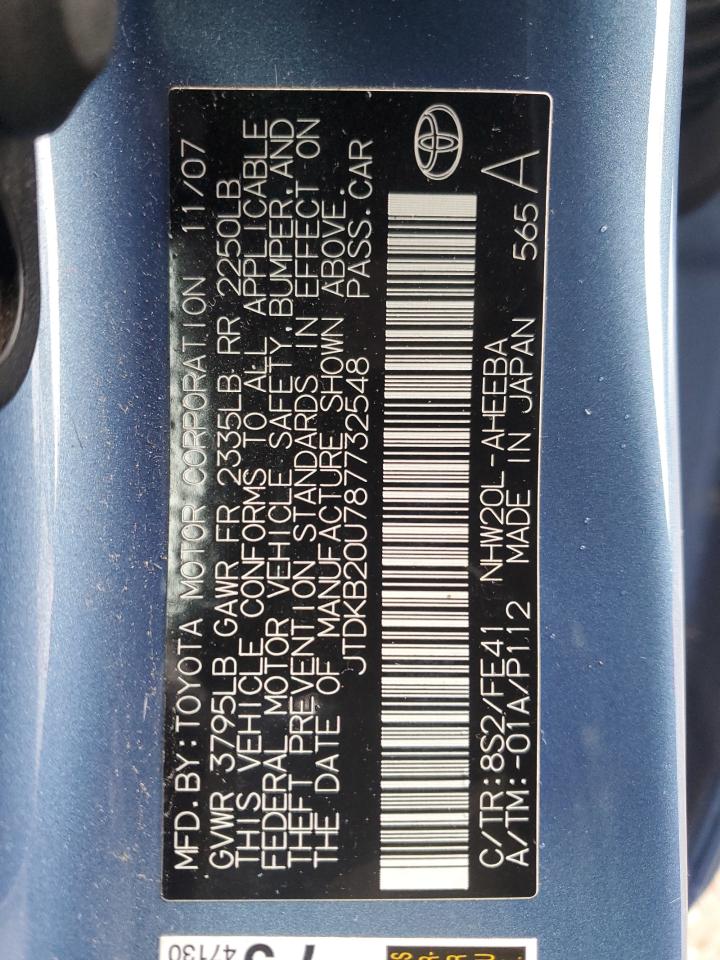 MFD.BY:TOYOTA MOTOR CORPORATION 11/07
GVWR 3795LB GAWR FR 2335LB RR 2250LB
THIS VEHICLE CONFORMS TO ALL APPLICABLE
FEDERAL MOTOR VEHICLE SAFETY,BUMPER,AND
THEFT PREVENTION STANDARDS IN EFFECT ON
THE DATE OF MANUFACTURE SHOWN ABOVE.
JTDKB20U787732548 PASS.CAR
C/TR:8S2/FE41 NHW20L-AHEEBA
A/TM:-01A/P112 MADE IN JAPAN 565 A
47130